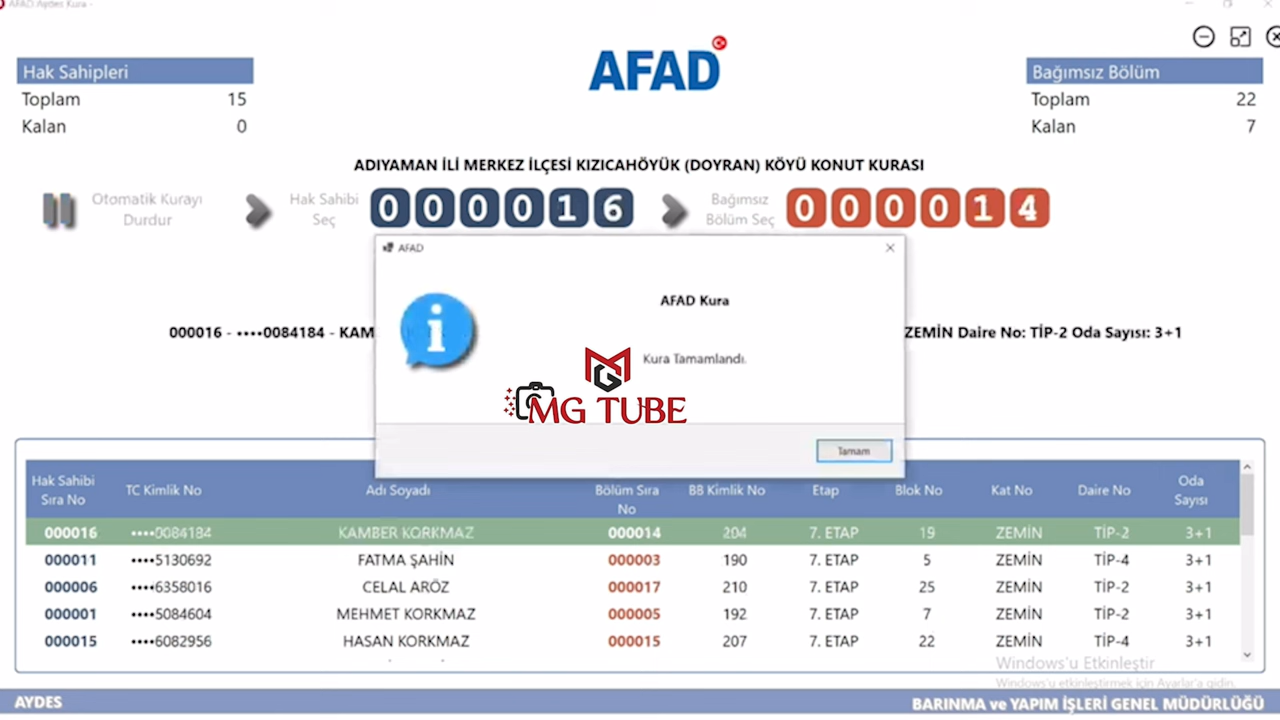 AFAD Aydes Kura -
AFAD
Hak Sahipleri
Toplam 15
Kalan 0
Bağımsız Bölüm
Toplam 22
Kalan 7
ADIYAMAN İLİ MERKEZ İLÇESİ KIZICAHÖYÜK (DOYRAN) KÖYÜ KONUT KURASI
Otomatik Kurayı
Durdur
Hak Sahibi
Seç
000016
Bağımsız
Bölüm Seç
000014
AFAD
AFAD Kura
000016 - ••••0084184 - KAM
ZEMİN Daire No: TİP-2 Oda Sayısı: 3+1
Kura Tamamlandı.
MG TUBE
Tamam
Hak Sahibi Sıra No TC Kimlik No Adı Soyadı Bölüm Sıra No BB Kimlik No Etap Blok No Kat No Daire No Oda Sayısı
000016 ••••0084184 KAMBER KORKMAZ 000014 204 7. ETAP 19 ZEMİN TİP-2 3+1
000011 ••••5130692 FATMA ŞAHİN 000003 190 7. ETAP 5 ZEMİN TİP-4 3+1
000006 ••••6358016 CELAL ARÖZ 000017 210 7. ETAP 25 ZEMİN TİP-2 3+1
000001 ••••5084604 MEHMET KORKMAZ 000005 192 7. ETAP 7 ZEMİN TİP-2 3+1
000015 ••••6082956 HASAN KORKMAZ 000015 207 7. ETAP 22 ZEMİN TİP-4 3+1
Windows'u Etkinleştir
Windows'u etkinleştirmek için Ayarlar'a gidin.
AYDES
BARINMA ve YAPIM İŞLERİ GENEL MÜDÜRLÜĞÜ